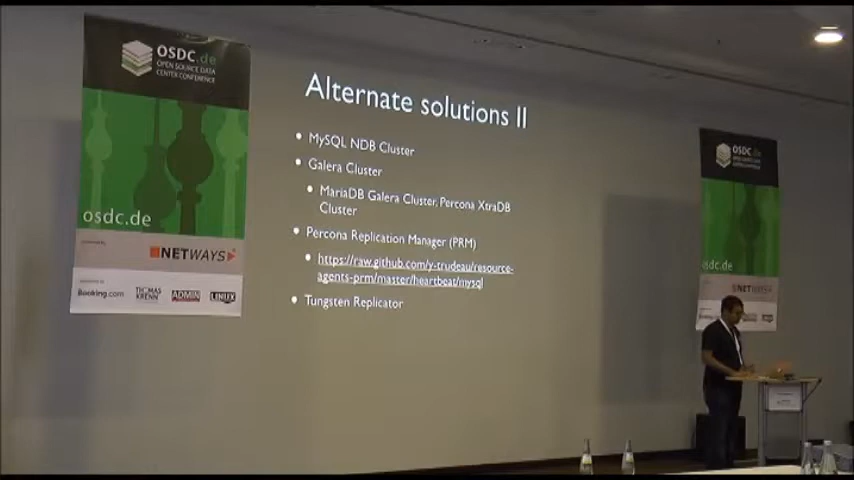 OSDC.de
OPEN SOURCE DATA
CENTER CONFERENCE
osdc.de
NETWAYS
Booking.com
THOMAS
KRENN
ADMIN
LINUX
Alternate solutions II
MySQL NDB Cluster
Galera Cluster
MariaDB Galera Cluster, Percona XtraDB
Cluster
Percona Replication Manager (PRM)
https://raw.github.com/y-trudeau/resource-
agents-prm/master/heartbeat/mysql
Tungsten Replicator
OSDC.de
osdc.de
NETWAYS